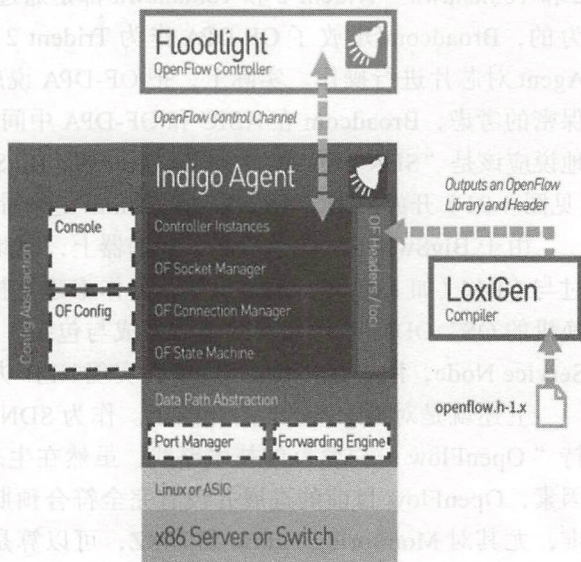 Floodlight
OpenFlow Controller
OpenFlow Control Channel
Indigo Agent
Outputs an OpenFlow
Library and Header
Config Abstraction
Console
OF Config
Controller Instances
OF Socket Manager
OF Connection Manager
OF State Machine
OF Headers / loc
LoxiGen
Compiler
openflow.h-1.x
Data Path Abstraction
Port Manager
Forwarding Engine
Linux or ASIC
x86 Server or Switch